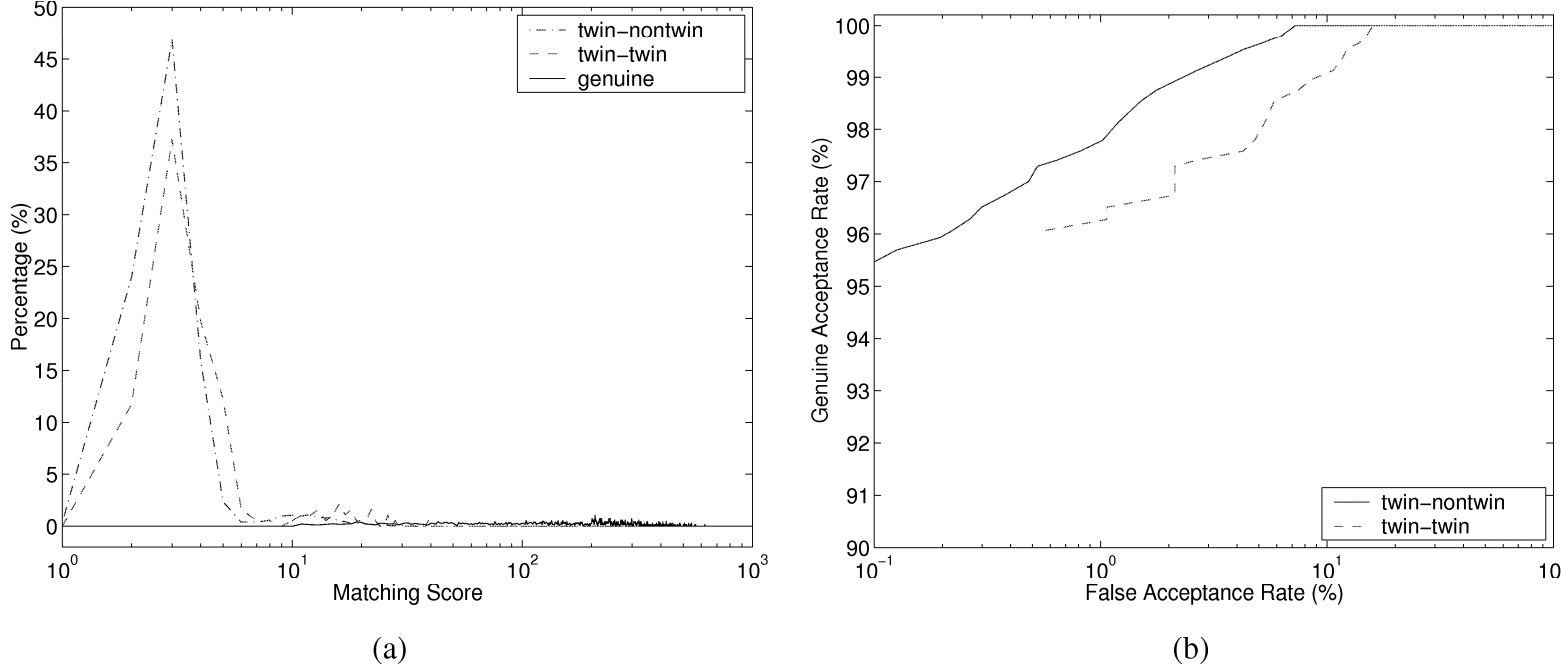 50
45
40
35
30
25
20
15
10
5
0
Percentage (%)
10^0
10^1
10^2
10^3
Matching Score
twin−nontwin
twin−twin
genuine
(a)
100
99
98
97
96
95
94
93
92
91
90
Genuine Acceptance Rate (%)
10^−1
10^0
10^1
10
False Acceptance Rate (%)
twin−nontwin
twin−twin
(b)